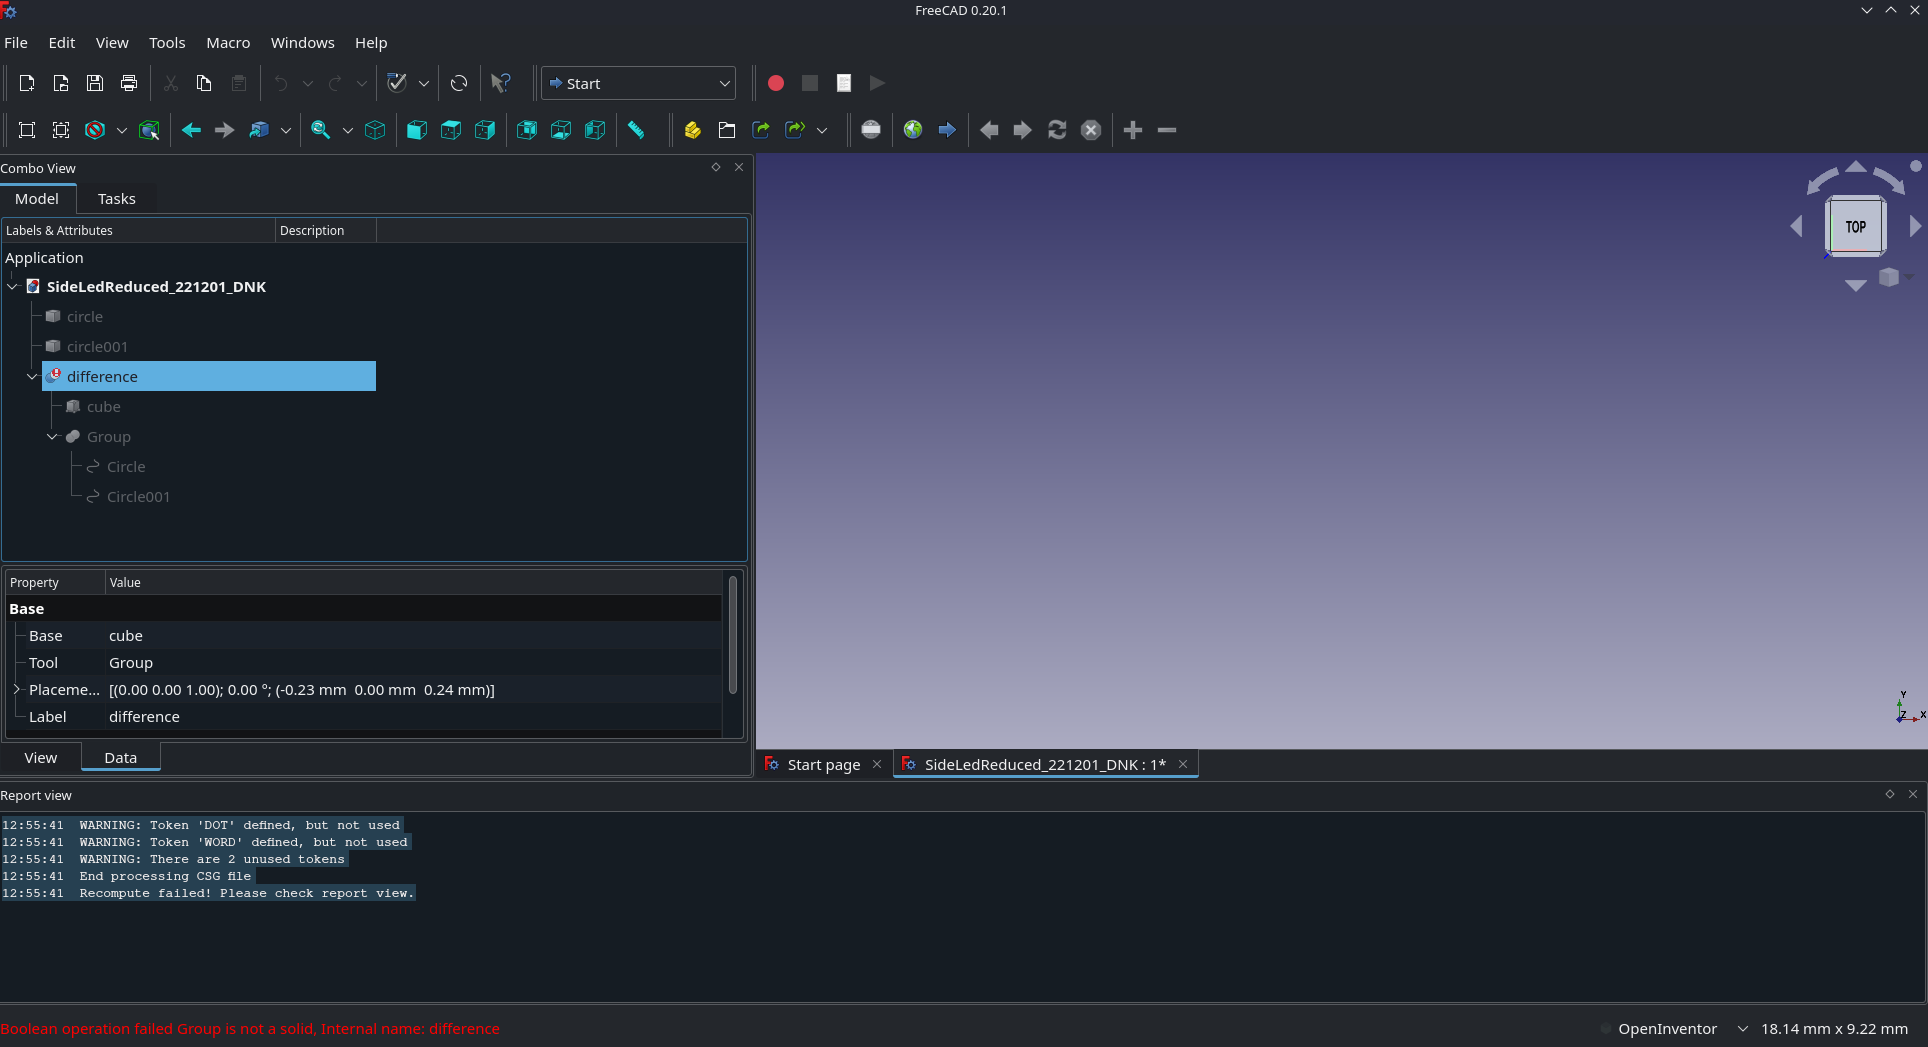 FreeCAD 0.20.1
File Edit View Tools Macro Windows Help
Start
Combo View
Model Tasks
Labels & Attributes Description
Application
SideLedReduced_221201_DNK
circle
circle001
difference
cube
Group
Circle
Circle001
Property Value
Base
Base cube
Tool Group
Placeme... [(0.00 0.00 1.00); 0.00 °; (-0.23 mm 0.00 mm 0.24 mm)]
Label difference
View Data
TOP
Y
Z X
Start page SideLedReduced_221201_DNK : 1*
Report view
12:55:41 WARNING: Token 'DOT' defined, but not used
12:55:41 WARNING: Token 'WORD' defined, but not used
12:55:41 WARNING: There are 2 unused tokens
12:55:41 End processing CSG file
12:55:41 Recompute failed! Please check report view.
Boolean operation failed Group is not a solid, Internal name: difference
OpenInventor 18.14 mm x 9.22 mm